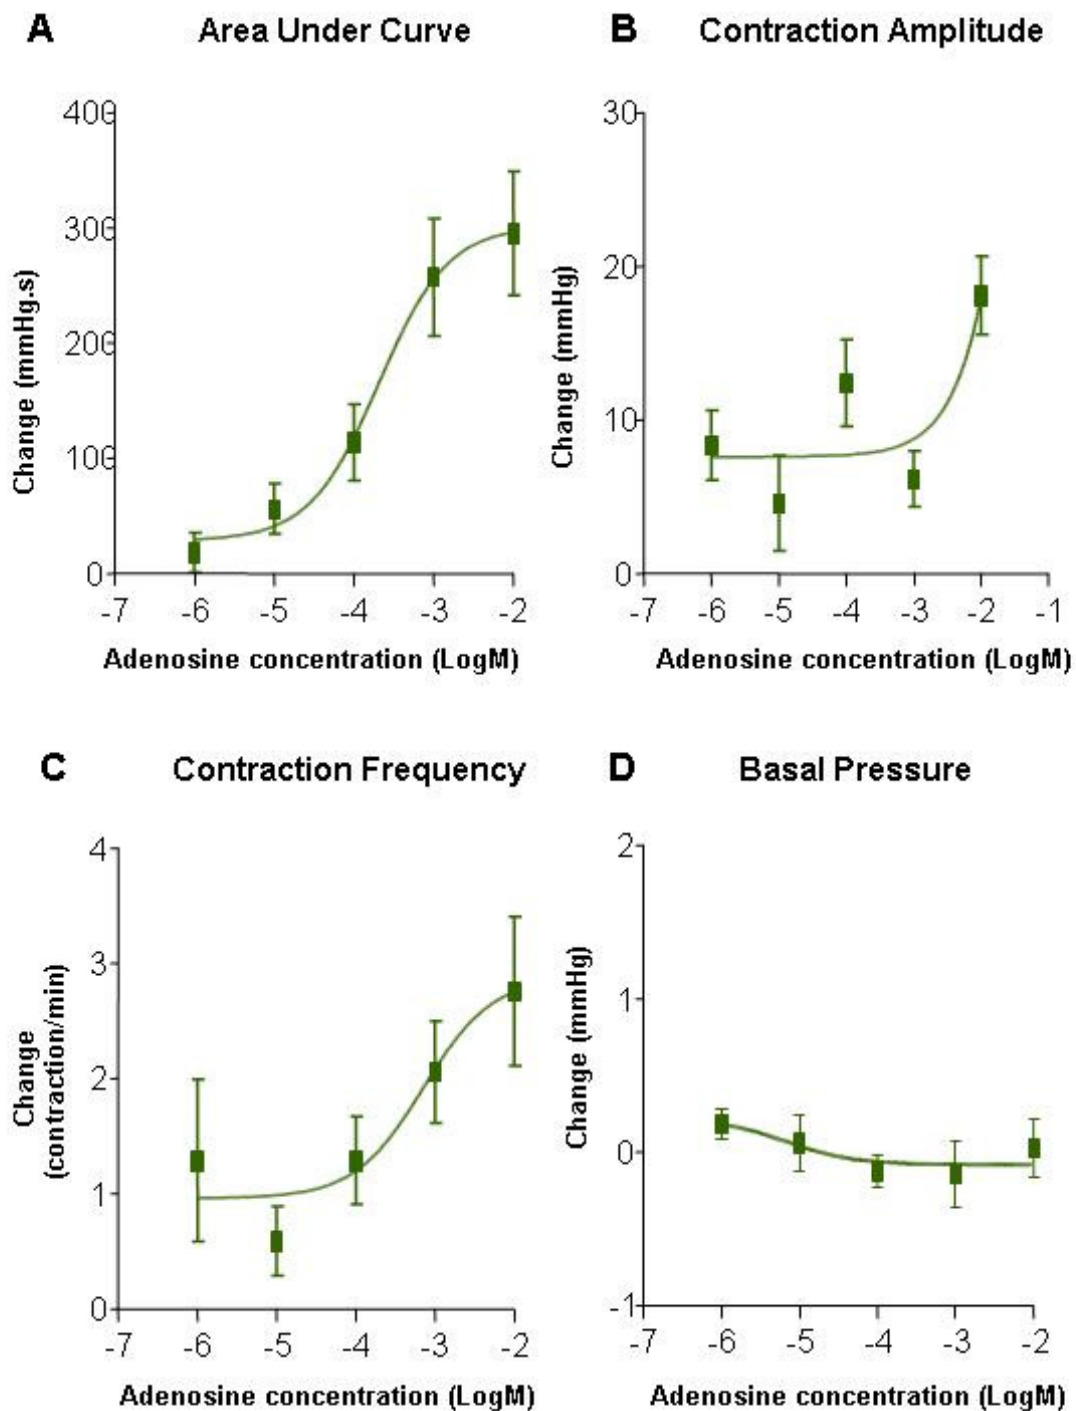 A Area Under Curve
400
300
200
100
0
-7 -6 -5 -4 -3 -2
Change (mmHg.s)
Adenosine concentration (LogM)
B Contraction Amplitude
30
20
10
0
-7 -6 -5 -4 -3 -2 -1
Change (mmHg)
Adenosine concentration (LogM)
C Contraction Frequency
4
3
2
1
0
-7 -6 -5 -4 -3 -2
Change
(contraction/min)
Adenosine concentration (LogM)
D Basal Pressure
2
1
0
-1
-7 -6 -5 -4 -3 -2
Change (mmHg)
Adenosine concentration (LogM)